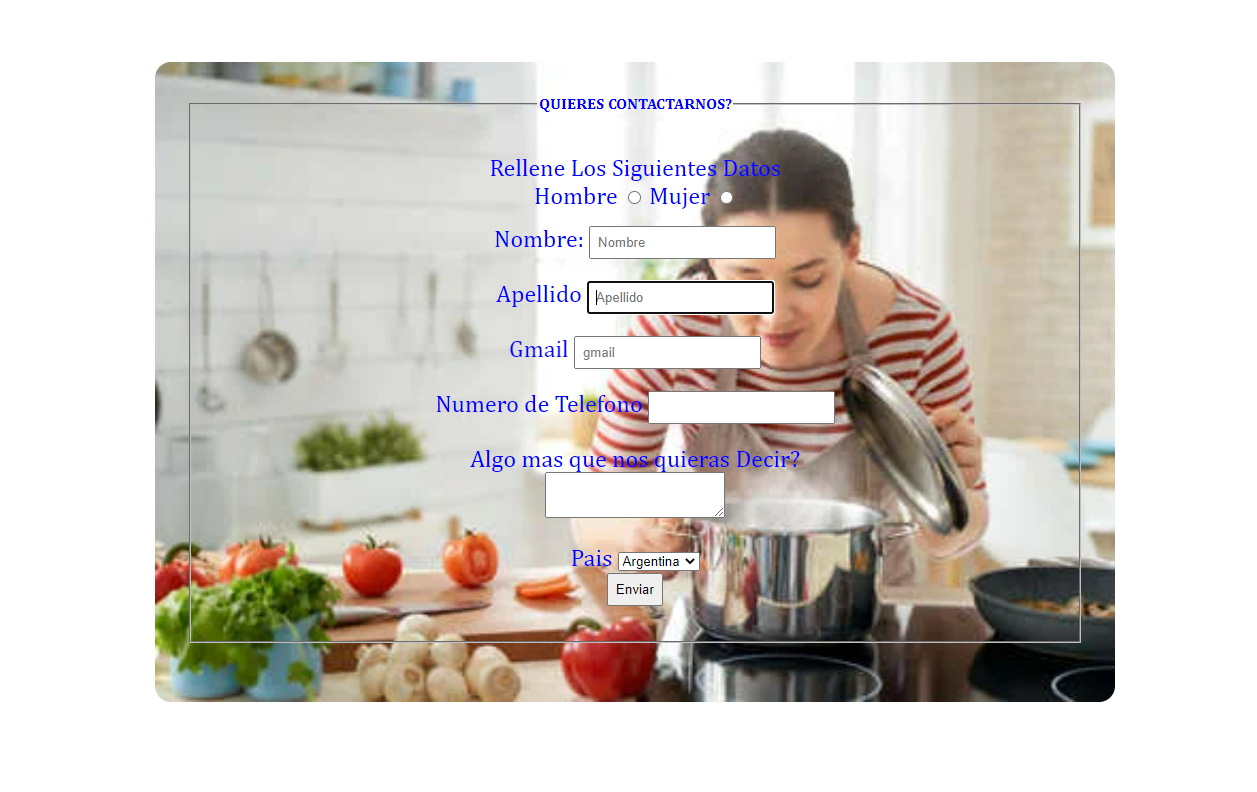 QUIERES CONTACTARNOS?
Rellene Los Siguientes Datos
Hombre Mujer
Nombre: Nombre
Apellido Apellido
Gmail gmail
Numero de Telefono
Algo mas que nos quieras Decir?
Pais Argentina
Enviar